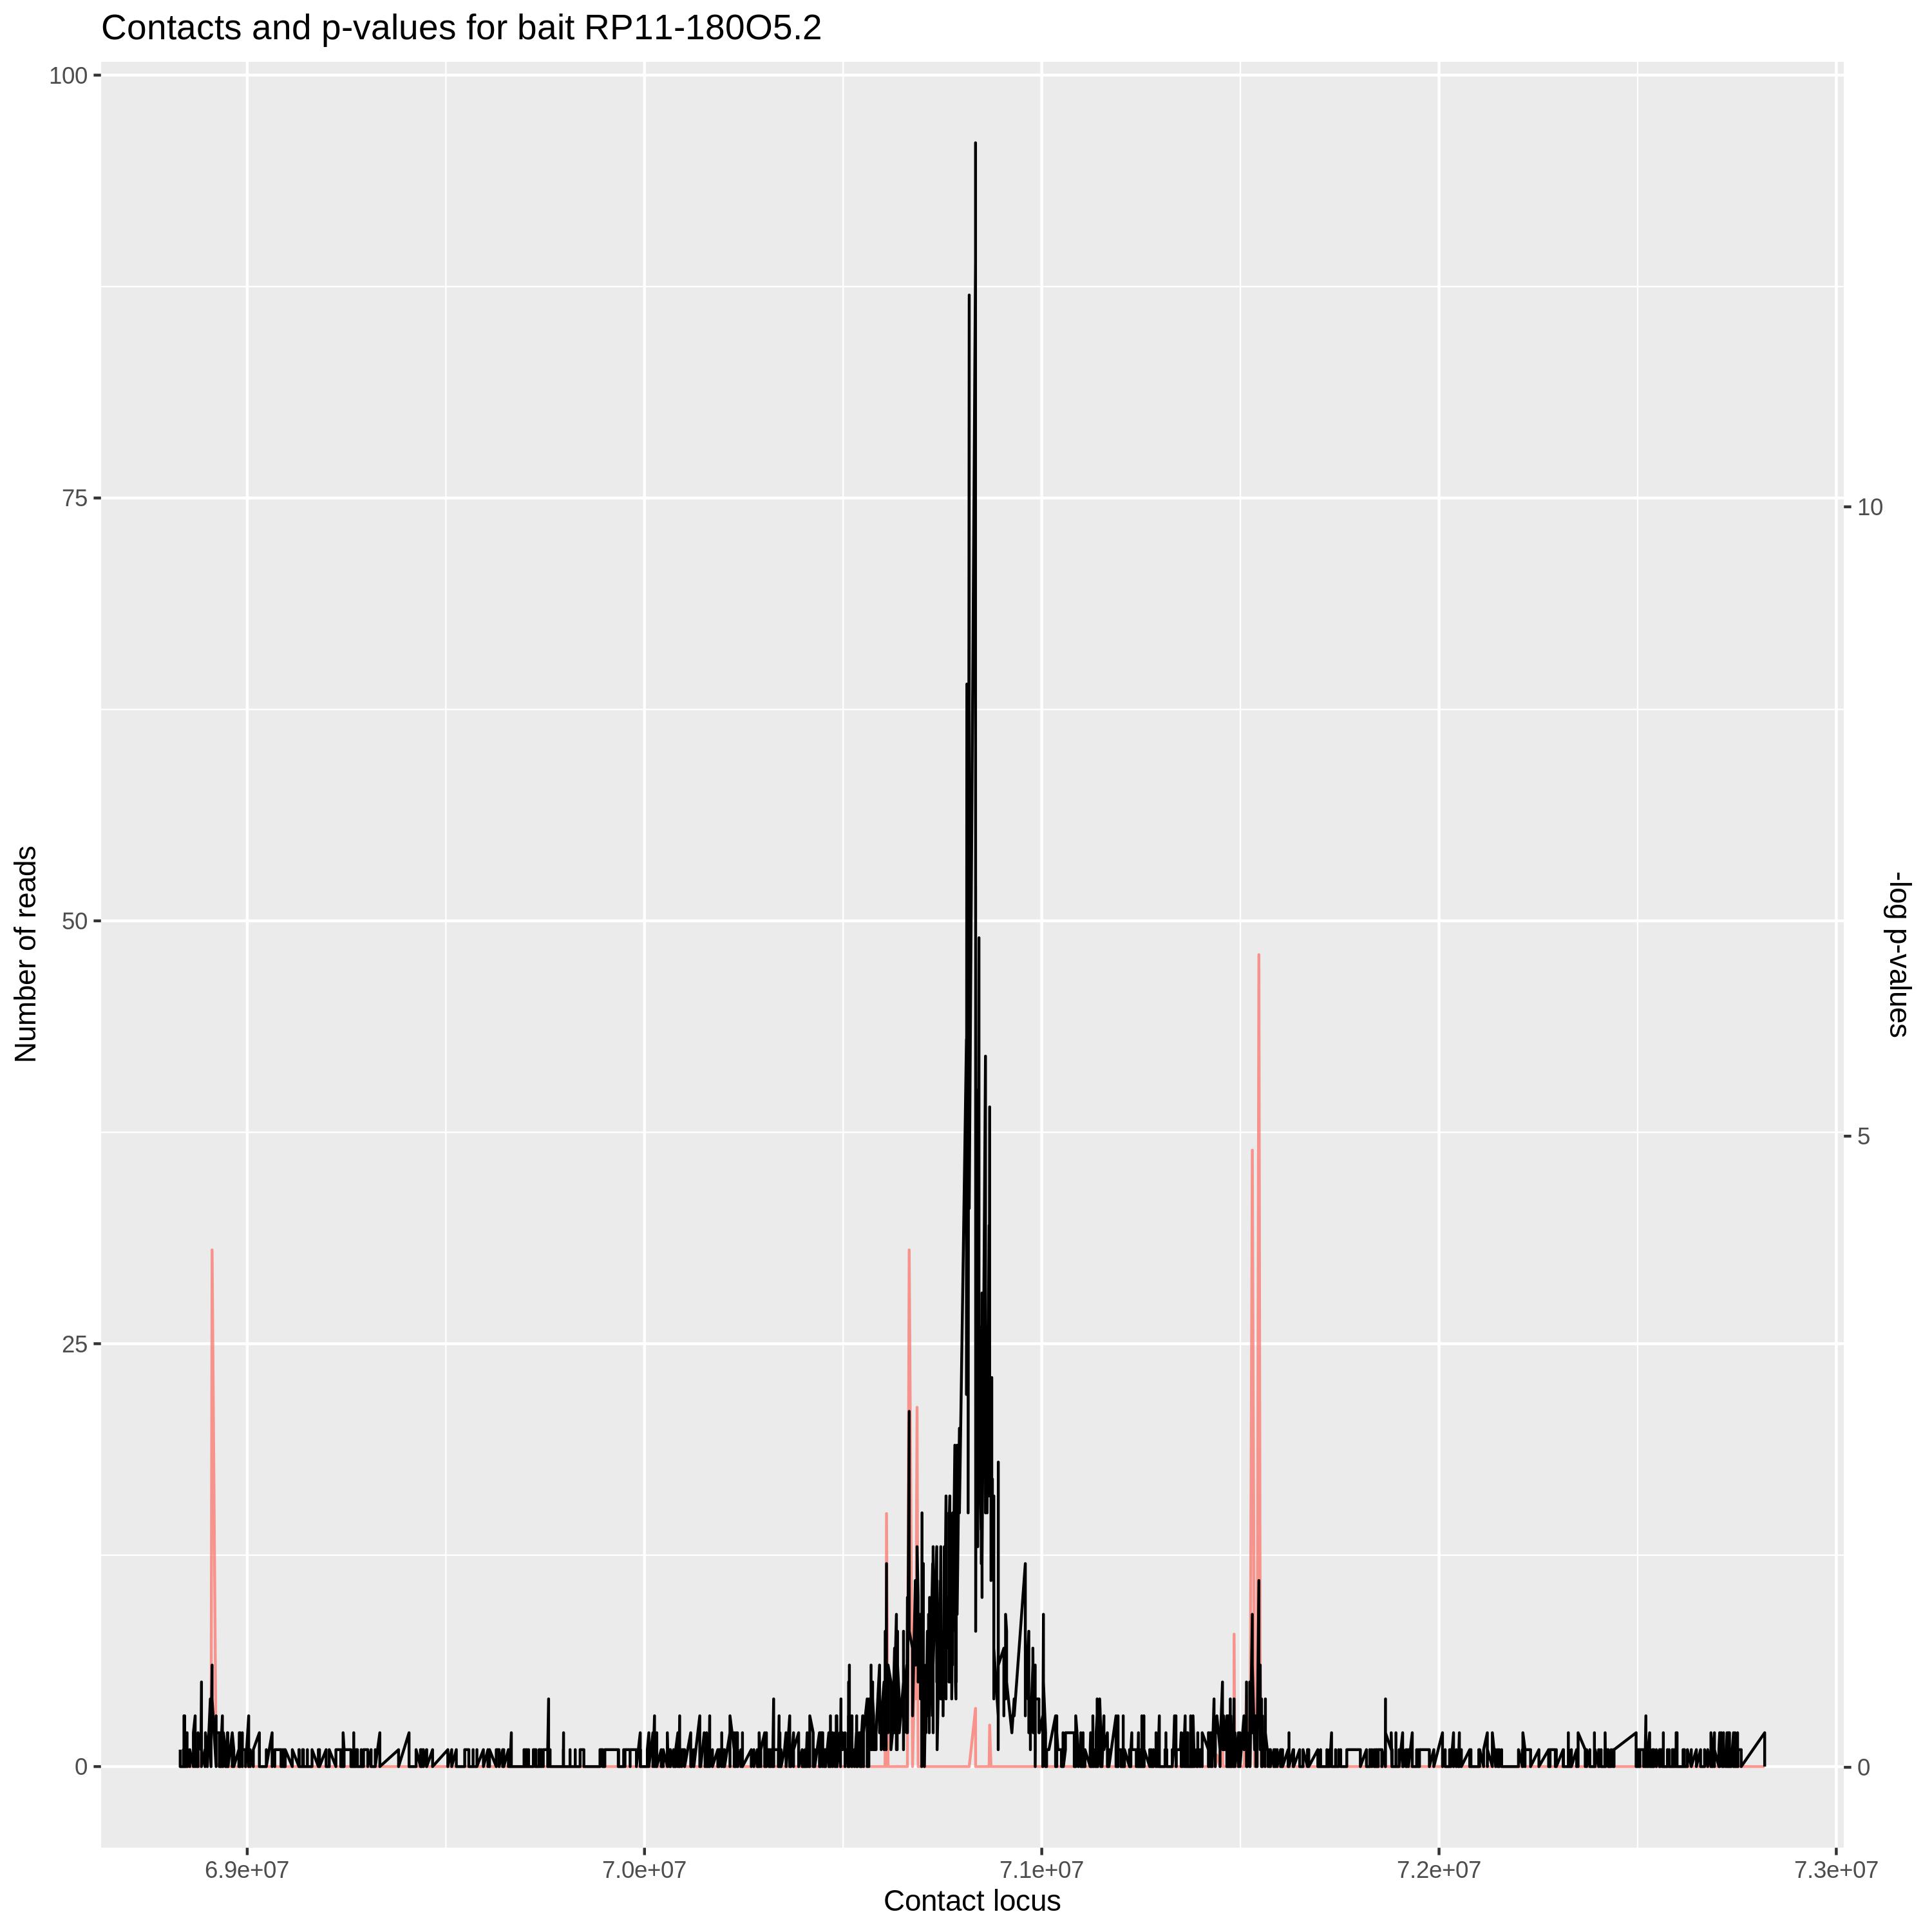 Contacts and p-values for bait RP11-180O5.2
100
75
50
25
0
Number of reads
10
5
0
-log p-values
6.9e+07
7.0e+07
7.1e+07
7.2e+07
7.3e+07
Contact locus